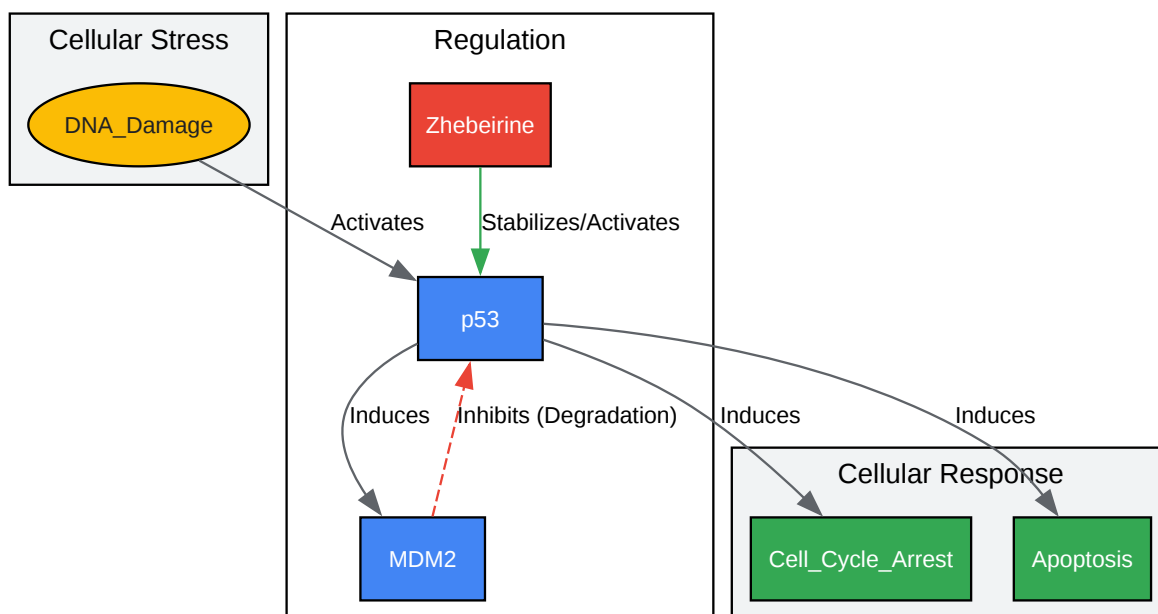 Cellular Stress
Regulation
DNA_Damage
Zhebeirine
Activates
Stabilizes/Activates
p53
Induces
Inhibits (Degradation)
Induces
Induces
Cellular Response
MDM2
Cell_Cycle_Arrest
Apoptosis